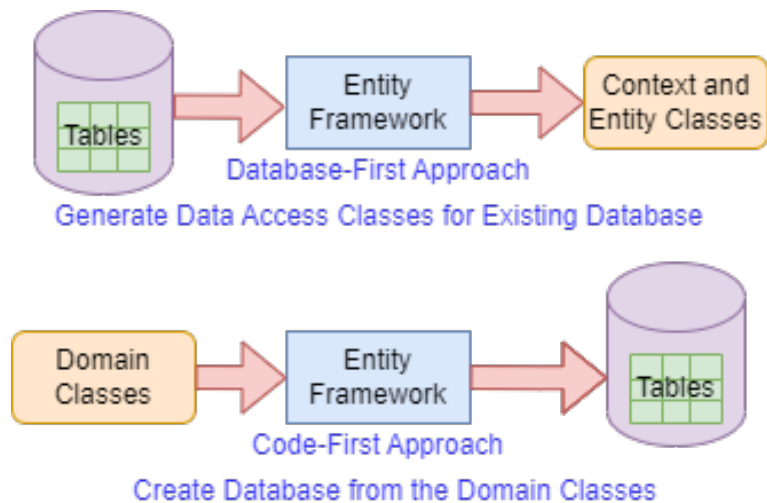 Tables
Entity
Framework
Context and
Entity Classes
Database-First Approach
Generate Data Access Classes for Existing Database
Domain
Classes
Entity
Framework
Tables
Code-First Approach
Create Database from the Domain Classes